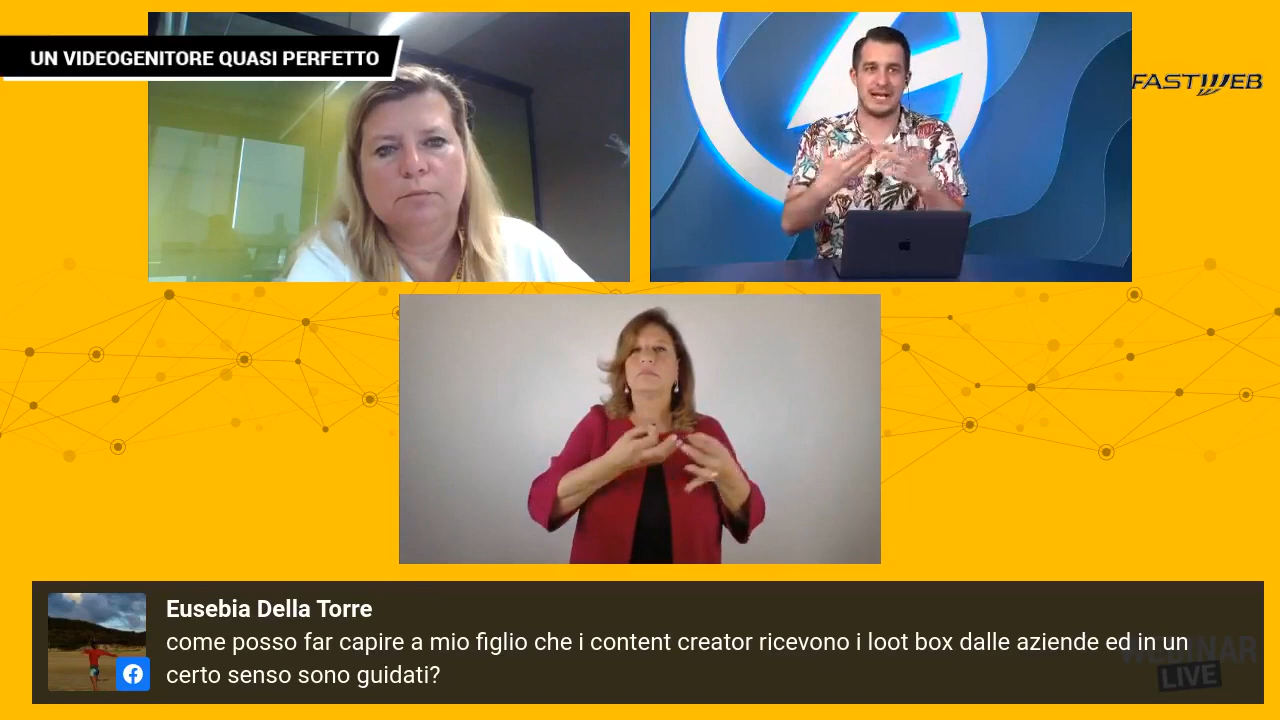 UN VIDEOGENITORE QUASI PERFETTO
FASTWEB
Eusebia Della Torre
come posso far capire a mio figlio che i content creator ricevono i loot box dalle aziende ed in un
certo senso sono guidati?
WEBINAR
LIVE